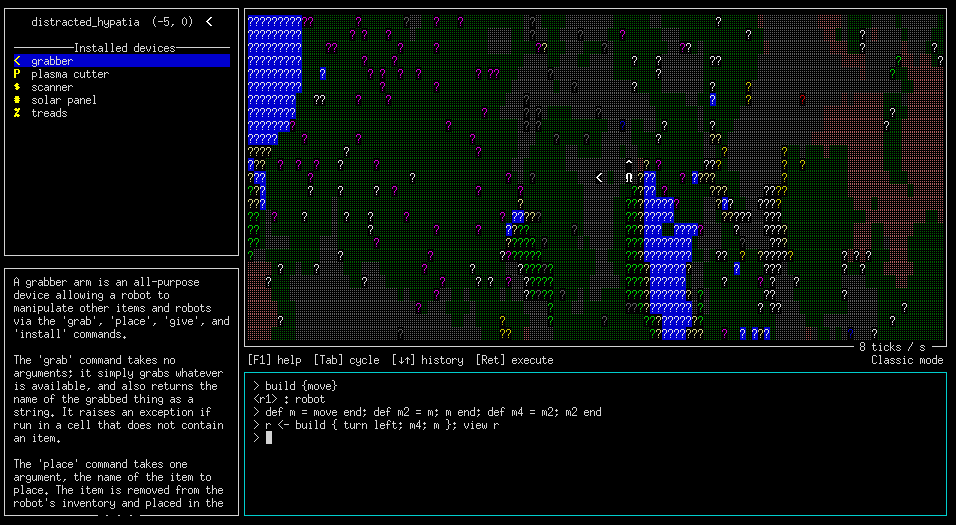 distracted_hypatia (-5, 0) <
Installed devices
< grabber
P plasma cutter
$ scanner
# solar panel
% treads
A grabber arm is an all-purpose
device allowing a robot to
manipulate other items and robots
via the 'grab', 'place', 'give', and
'install' commands.
The 'grab' command takes no
arguments; it simply grabs whatever
is available, and also returns the
name of the grabbed thing as a
string. It raises an exception if
run in a cell that does not contain
an item.
The 'place' command takes one
argument, the name of the item to
place. The item is removed from the
robot's inventory and placed in the
8 ticks / s
[F1] help [Tab] cycle [↓↑] history [Ret] execute
Classic mode
> build {move}
<r1> : robot
> def m = move end; def m2 = m; m end; def m4 = m2; m2 end
> r <- build { turn left; m4; m }; view r
>